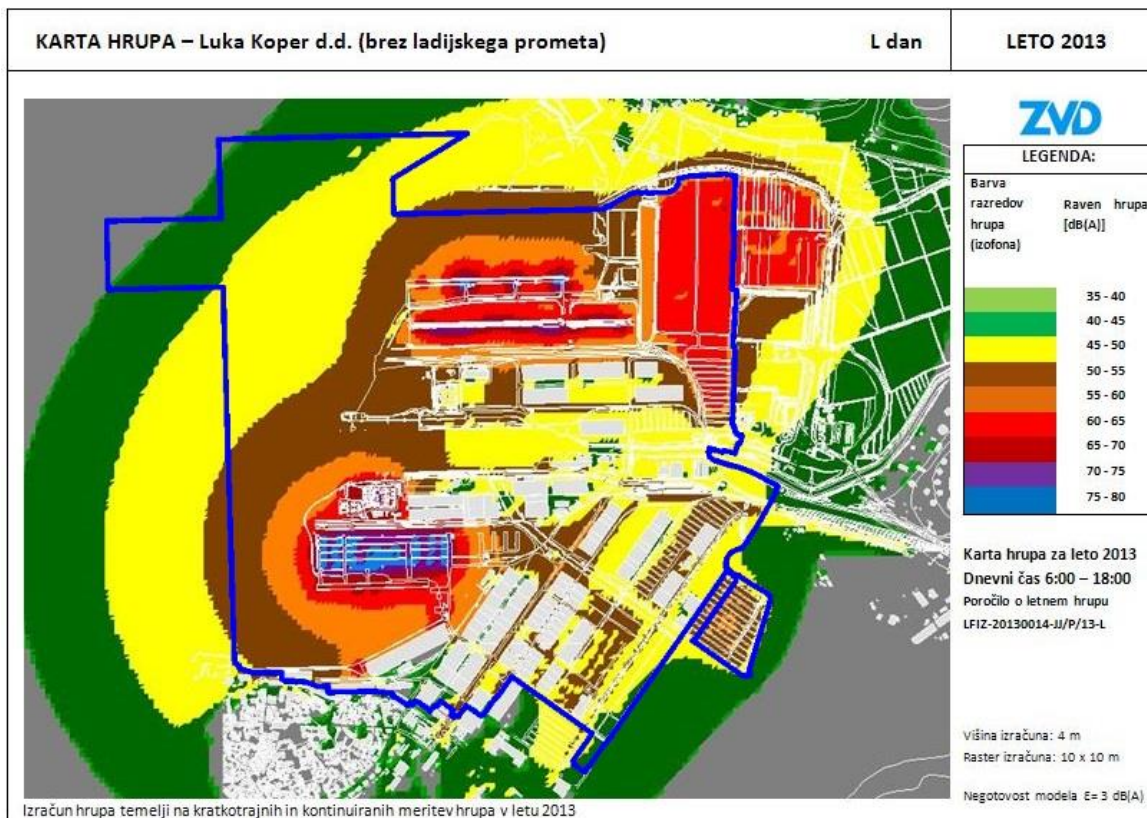 KARTA HRUPA – Luka Koper d.d. (brez ladijskega prometa)
L dan
LETO 2013
ZVD
LEGENDA:
Barva
razredov
hrupa
(izofona)
Raven hrupa
[dB(A)]
35 - 40
40 - 45
45 - 50
50 - 55
55 - 60
60 - 65
65 - 70
70 - 75
75 - 80
Karta hrupa za leto 2013
Dnevni čas 6:00 – 18:00
Poročilo o letnem hrupu
LFIZ-20130014-JJ/P/13-L
Višina izračuna: 4 m
Raster izračuna: 10 x 10 m
Negotovost modela E= 3 dB(A)
Izračun hrupa temelji na kratkotrajnih in kontinuiranih meritev hrupa v letu 2013